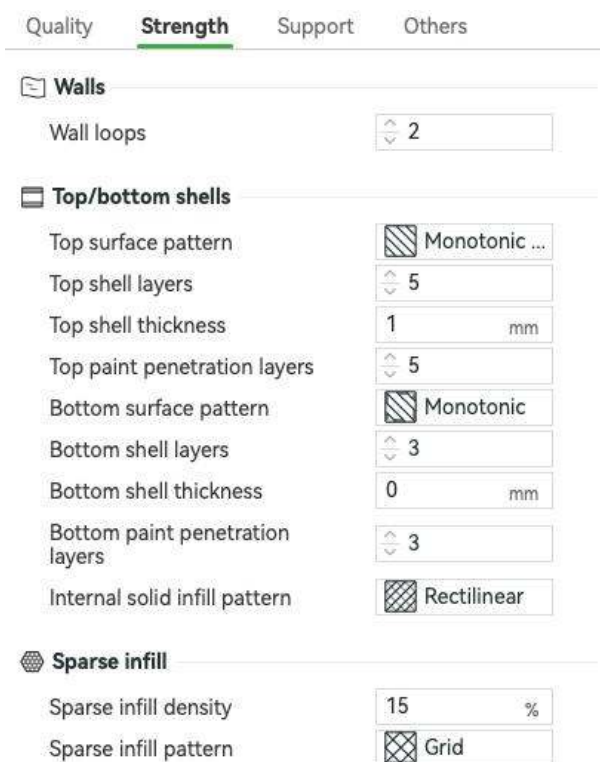 Quality Strength Support Others
Walls
Wall loops 2
Top/bottom shells
Top surface pattern Monotonic ...
Top shell layers 5
Top shell thickness 1 mm
Top paint penetration layers 5
Bottom surface pattern Monotonic
Bottom shell layers 3
Bottom shell thickness 0 mm
Bottom paint penetration
layers 3
Internal solid infill pattern Rectilinear
Sparse infill
Sparse infill density 15 %
Sparse infill pattern Grid